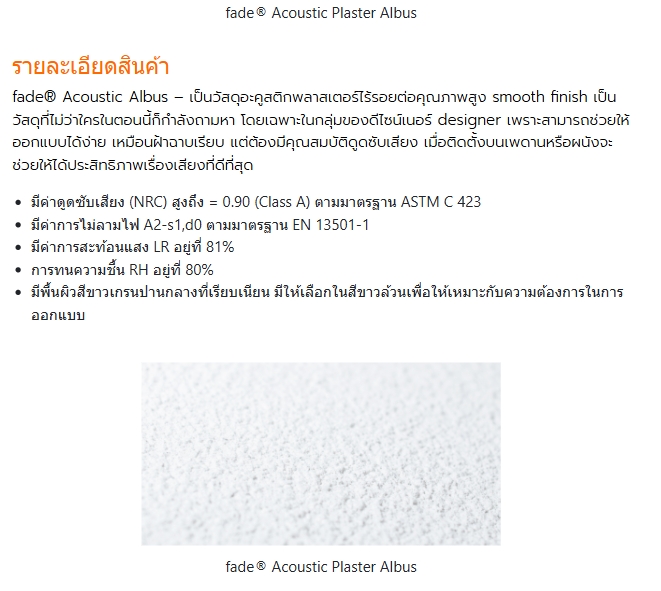 fade® Acoustic Plaster Albus
รายละเอียดสินค้า
fade® Acoustic Albus – เป็นวัสดุอะคูสติกพลาสเตอร์ไร้รอยต่อคุณภาพสูง smooth finish เป็น
วัสดุที่ไม่ว่าใครในตอนนี้ก็กำลังถามหา โดยเฉพาะในกลุ่มของดีไซน์เนอร์ designer เพราะสามารถช่วยให้
ออกแบบได้ง่าย เหมือนฝ้าฉาบเรียบ แต่ต้องมีคุณสมบัติดูดซับเสียง เมื่อติดตั้งบนเพดานหรือผนังจะ
ช่วยให้ได้ประสิทธิภาพเรื่องเสียงที่ดีที่สุด
• มีค่าดูดซับเสียง (NRC) สูงถึง = 0.90 (Class A) ตามมาตรฐาน ASTM C 423
• มีค่าการไม่ลามไฟ A2-s1,d0 ตามมาตรฐาน EN 13501-1
• มีค่าการสะท้อนแสง LR อยู่ที่ 81%
• การทนความชื้น RH อยู่ที่ 80%
• มีพื้นผิวสีขาวเกรนปานกลางที่เรียบเนียน มีให้เลือกในสีขาวล้วนเพื่อให้เหมาะกับความต้องการในการ
ออกแบบ
fade® Acoustic Plaster Albus